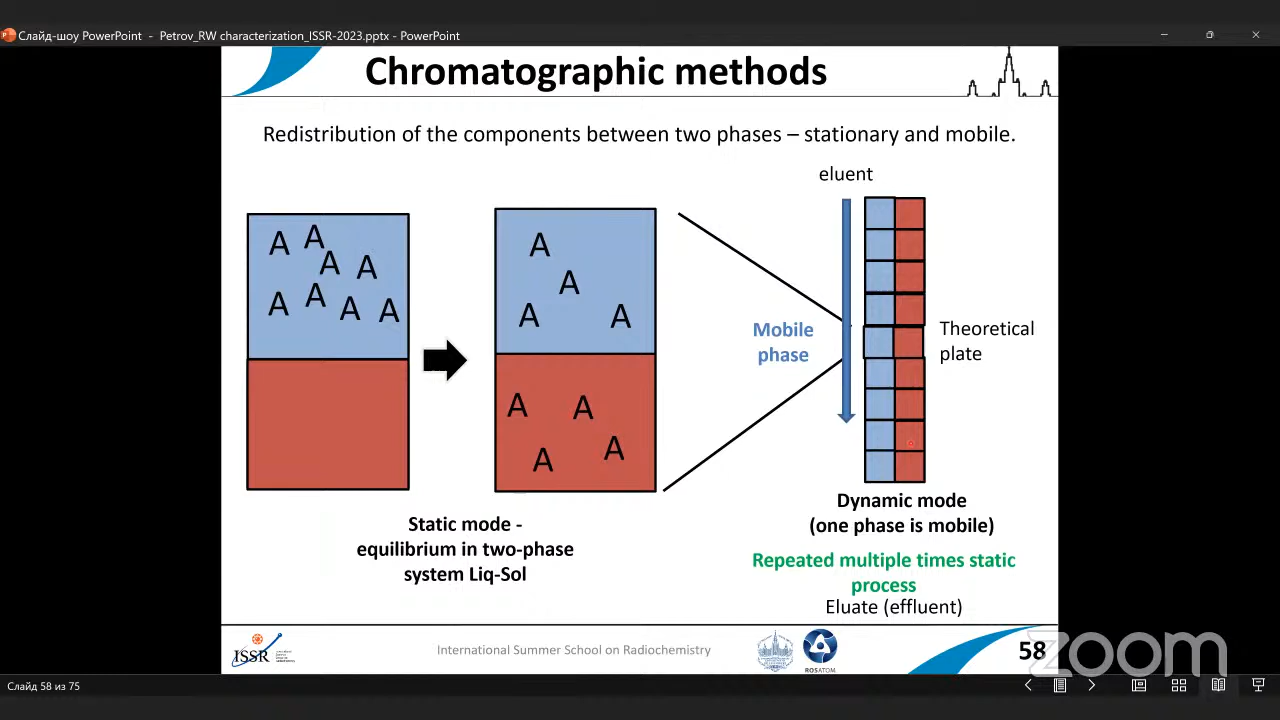 Слайд-шоу PowerPoint - Petrov_RW characterization_ISSR-2023.pptx - PowerPoint
Chromatographic methods
Redistribution of the components between two phases – stationary and mobile.
eluent
A A
A A
A A A A
A
A
A A
A A
A A
Mobile
phase
Theoretical
plate
Static mode -
equilibrium in two-phase
system Liq-Sol
Dynamic mode
(one phase is mobile)
Repeated multiple times static
process
Eluate (effluent)
ISSR
International Summer School on Radiochemistry
ROSATOM
58
zoom
Слайд 58 из 75